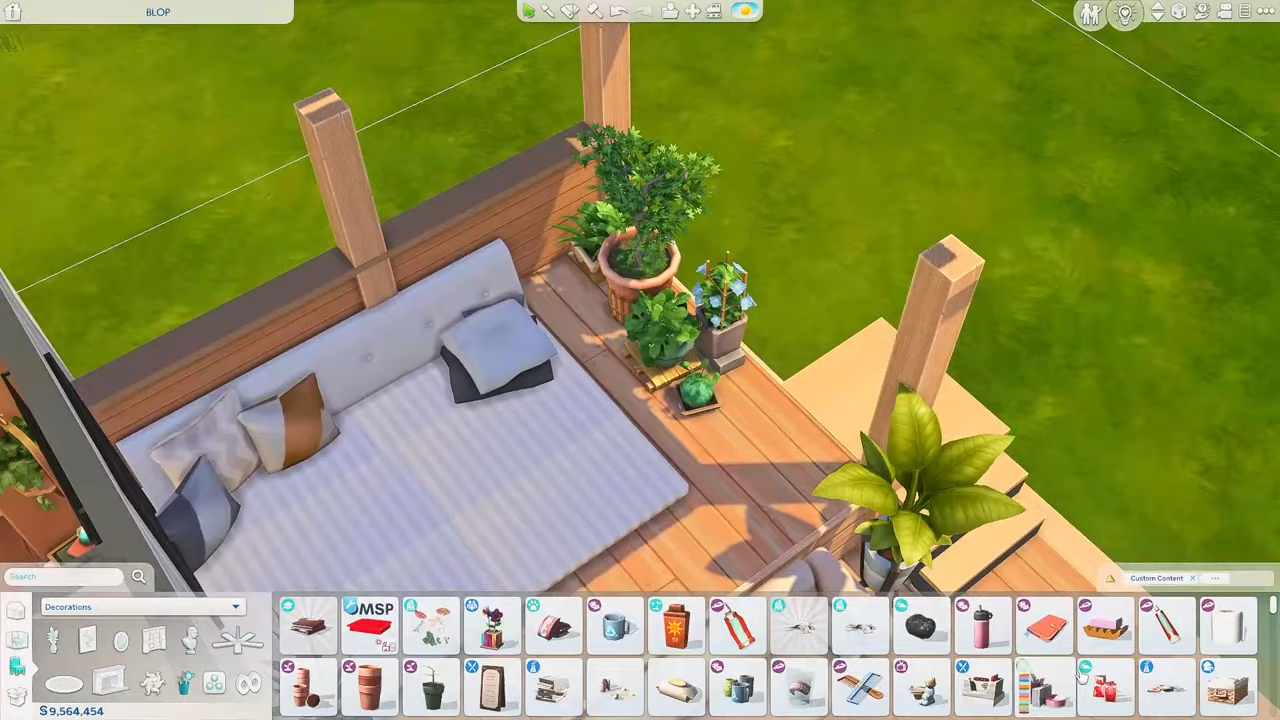 BLOP
Search
Custom Content
Decorations
MSP
§9,564,454